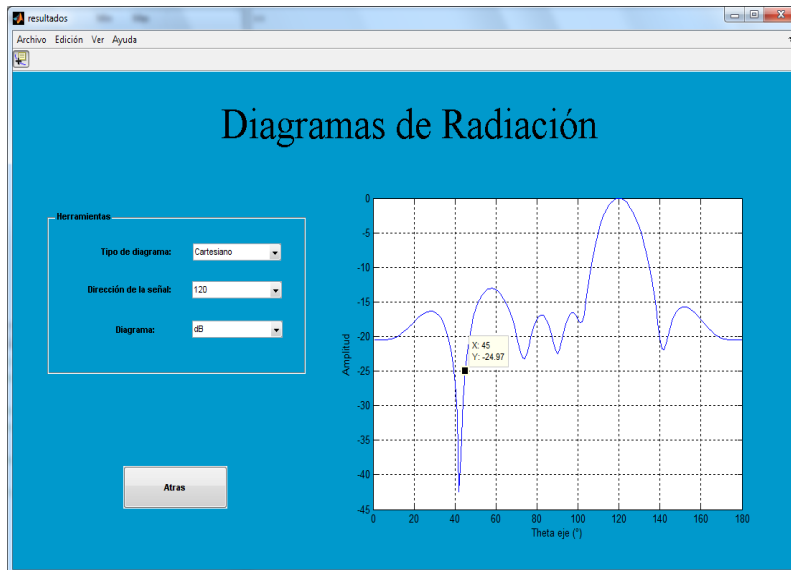 resultados
Archivo Edición Ver Ayuda
Diagramas de Radiación
Herramientas
Tipo de diagrama: Cartesiano
Dirección de la señal: 120
Diagrama: dB
Atras
0
-5
-10
-15
-20
-25
-30
-35
-40
-45
Amplitud
X: 45
Y: -24.97
0 20 40 60 80 100 120 140 160 180
Theta eje (°)